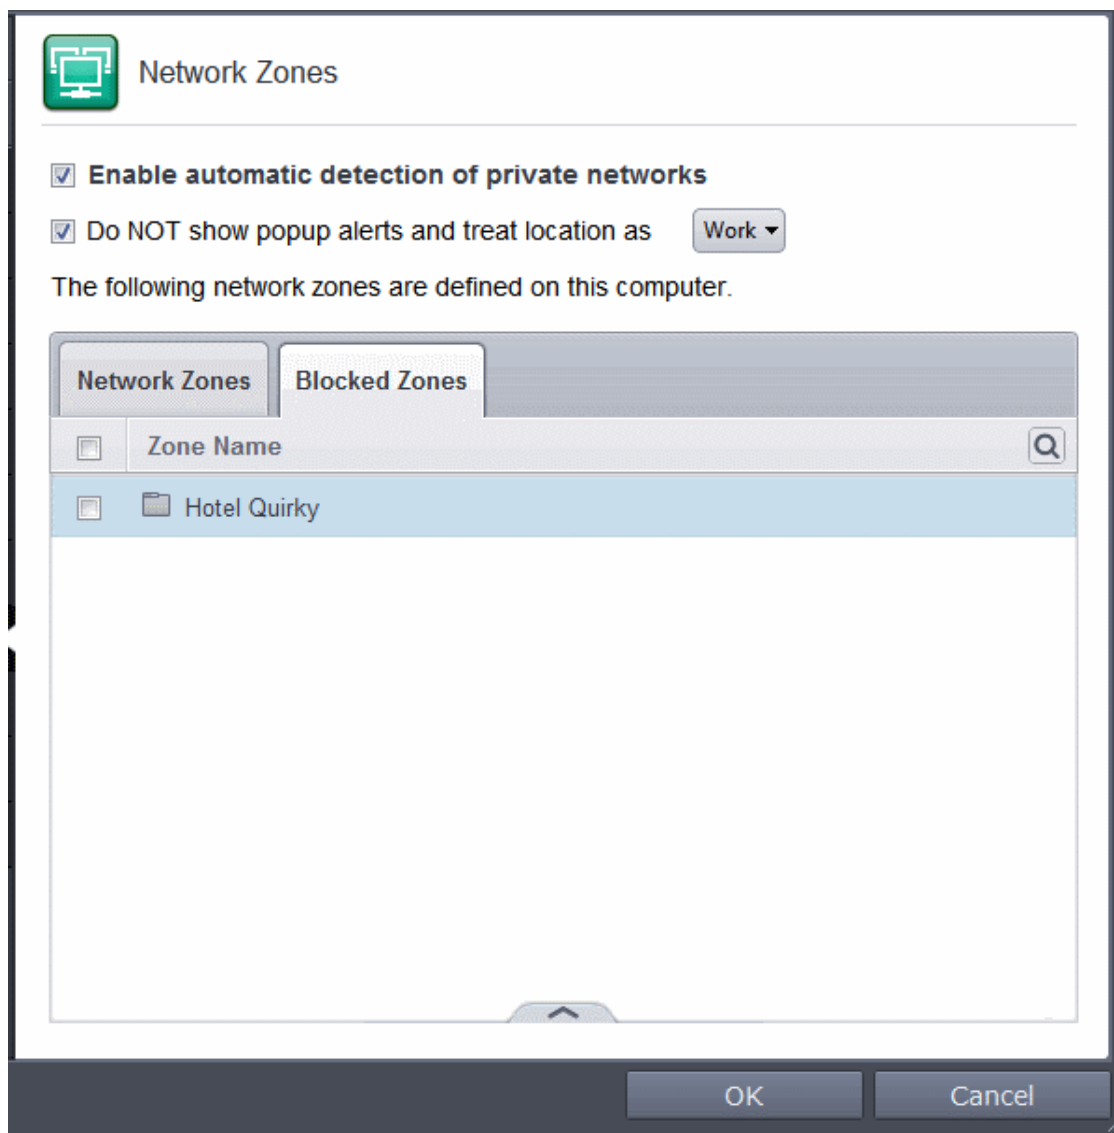 Network Zones
Enable automatic detection of private networks
Do NOT show popup alerts and treat location as Work
The following network zones are defined on this computer.
Network Zones Blocked Zones
Zone Name
Hotel Quirky
OK Cancel